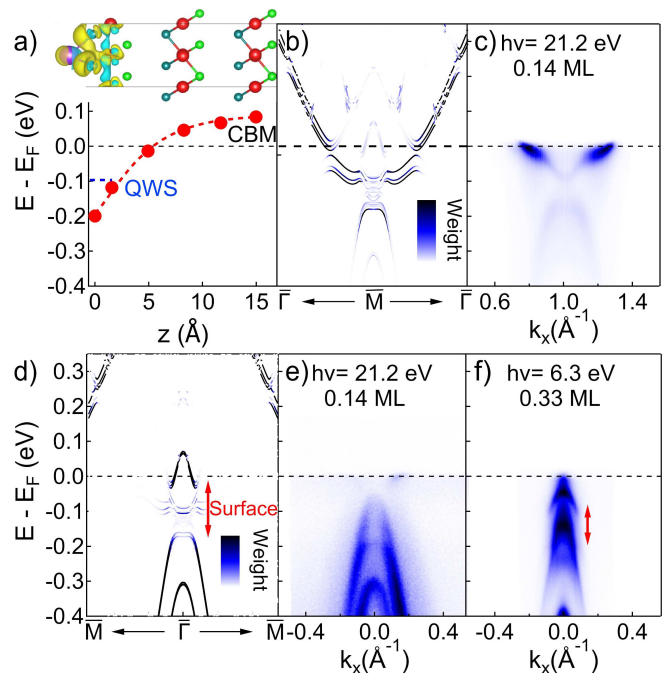 a)
E - E_F (eV)
0.1
0.0
-0.1
-0.2
-0.3
-0.4
CBM
QWS
0 5 10 15
z (Å)
b)
Weight
Γ̅ ← M̅ → Γ̅
c) hν = 21.2 eV
0.14 ML
0.6 1.0 1.4
k_x(Å⁻¹)
d)
E - E_F (eV)
0.3
0.2
0.1
0.0
-0.1
-0.2
-0.3
-0.4
Surface
Weight
M̅ ← Γ̅ → M̅
e) hν= 21.2 eV
0.14 ML
-0.4 0.0 0.4
k_x(Å⁻¹)
f) hν= 6.3 eV
0.33 ML
-0.4 0.0 0.4
k_x(Å⁻¹)